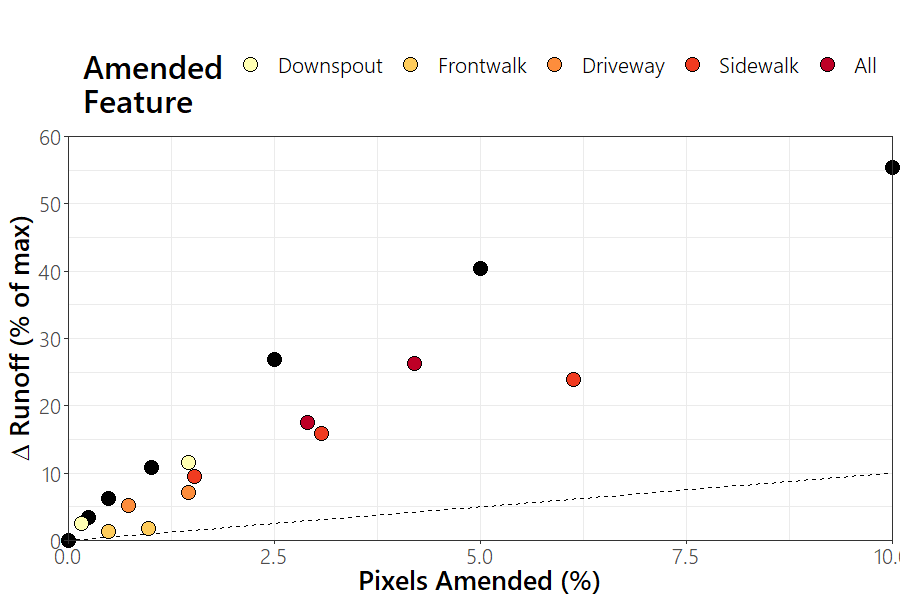 Amended
Feature
Downspout Frontwalk Driveway Sidewalk All
60
50
40
30
20
10
0
Δ Runoff (% of max)
0.0 2.5 5.0 7.5 10.0
Pixels Amended (%)